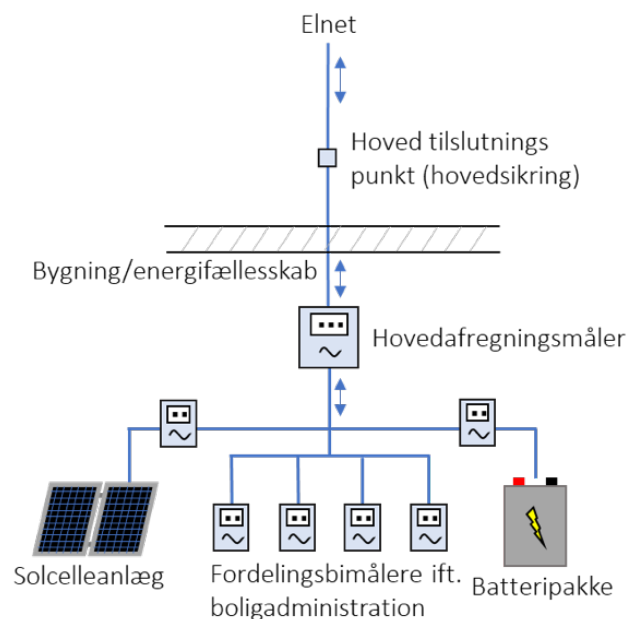 Elnet
Hoved tilslutnings
punkt (hovedsikring)
Bygning/energifællesskab
Hovedafregningsmåler
Solcelleanlæg
Fordelingsbimålere ift.
boligadministration
Batteripakke